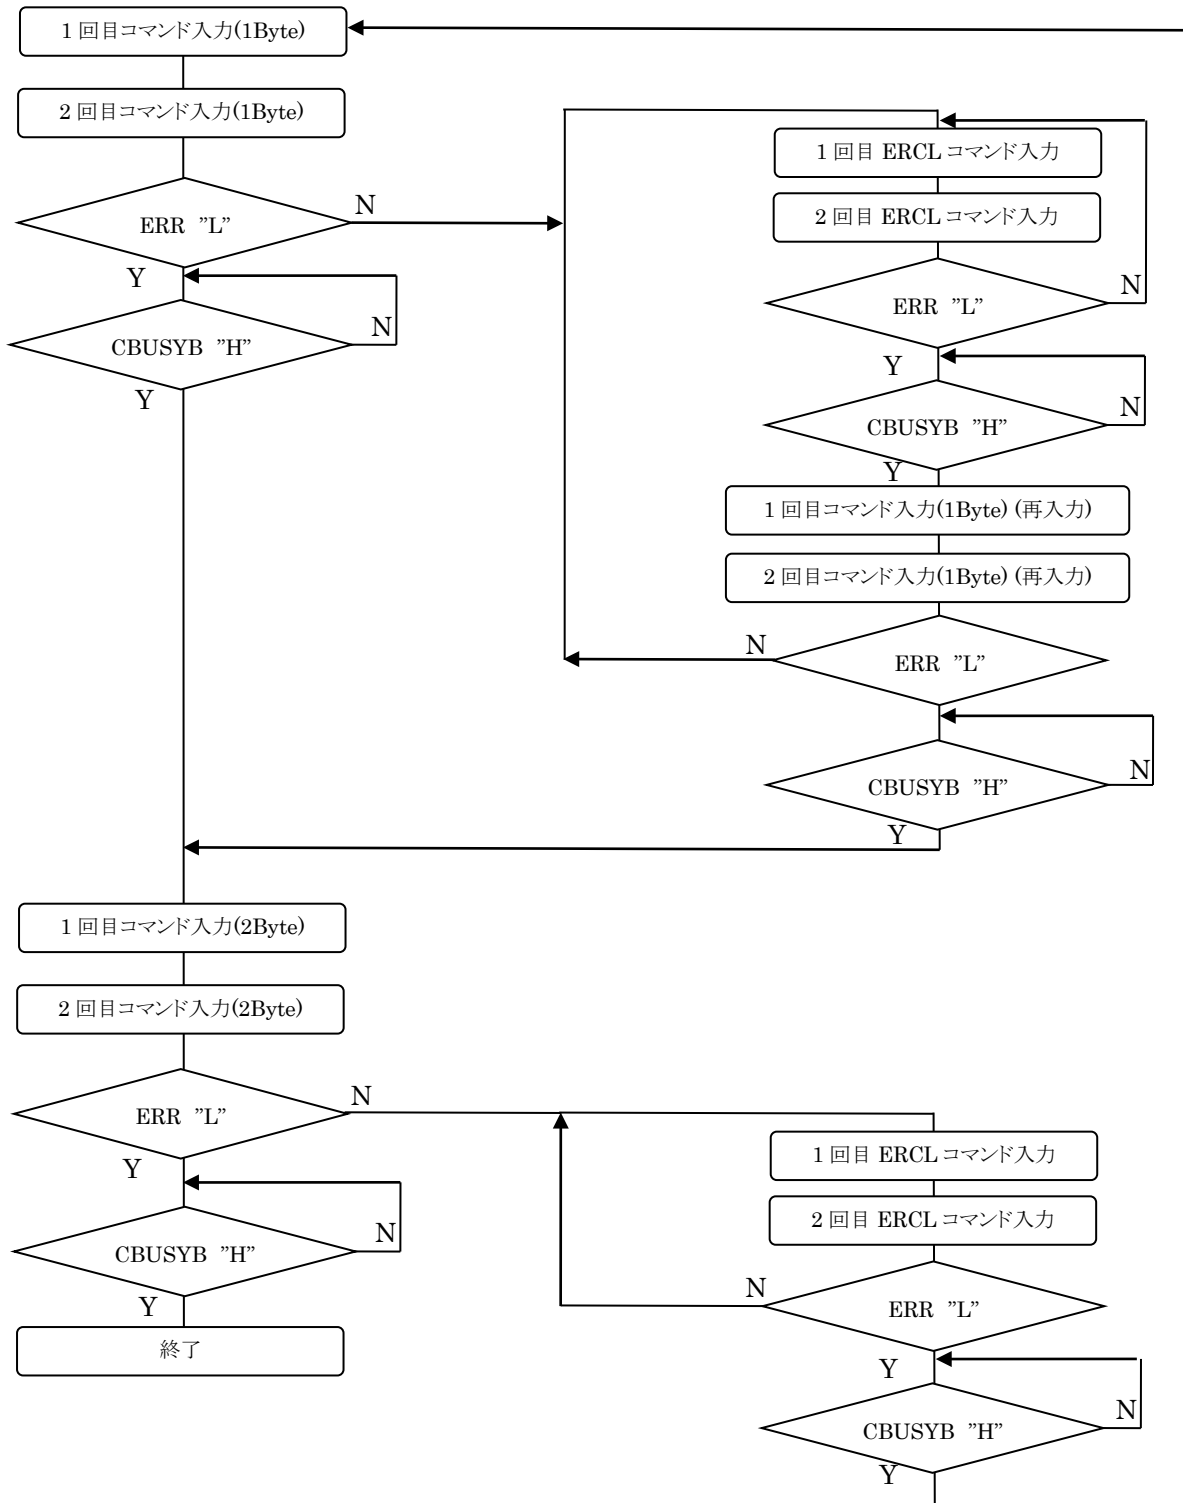 1 回目コマンド入力(1Byte)
2 回目コマンド入力(1Byte)
ERR ”L”
N
Y
CBUSYB ”H”
N
Y
1 回目 ERCL コマンド入力
2 回目 ERCL コマンド入力
ERR ”L”
N
Y
CBUSYB ”H”
N
Y
1 回目コマンド入力(1Byte) (再入力)
2 回目コマンド入力(1Byte) (再入力)
ERR ”L”
N
CBUSYB ”H”
N
Y
1 回目コマンド入力(2Byte)
2 回目コマンド入力(2Byte)
ERR ”L”
N
Y
CBUSYB ”H”
N
Y
終了
1 回目 ERCL コマンド入力
2 回目 ERCL コマンド入力
ERR ”L”
N
Y
CBUSYB ”H”
N
Y